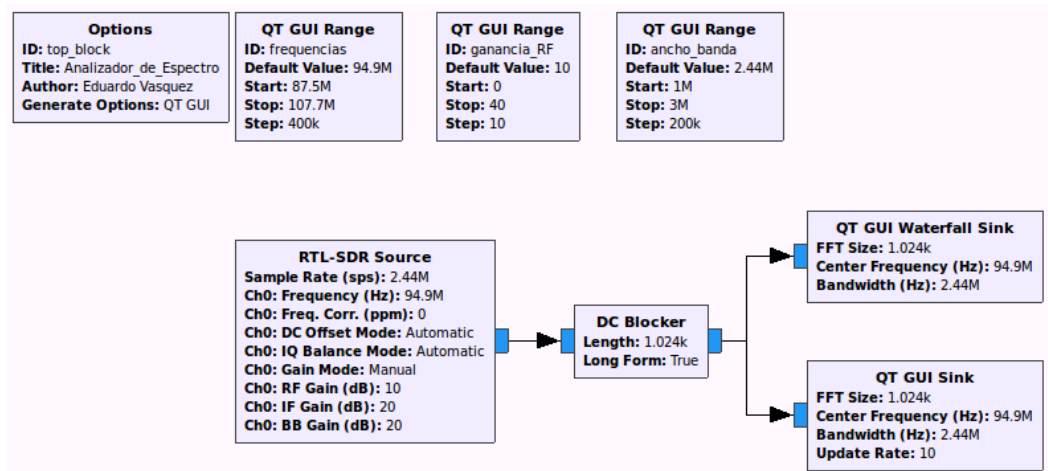 Options
ID: top_block
Title: Analizador_de_Espectro
Author: Eduardo Vasquez
Generate Options: QT GUI
QT GUI Range
ID: frequencias
Default Value: 94.9M
Start: 87.5M
Stop: 107.7M
Step: 400k
QT GUI Range
ID: ganancia_RF
Default Value: 10
Start: 0
Stop: 40
Step: 10
QT GUI Range
ID: ancho_banda
Default Value: 2.44M
Start: 1M
Stop: 3M
Step: 200k
RTL-SDR Source
Sample Rate (sps): 2.44M
Ch0: Frequency (Hz): 94.9M
Ch0: Freq. Corr. (ppm): 0
Ch0: DC Offset Mode: Automatic
Ch0: IQ Balance Mode: Automatic
Ch0: Gain Mode: Manual
Ch0: RF Gain (dB): 10
Ch0: IF Gain (dB): 20
Ch0: BB Gain (dB): 20
DC Blocker
Length: 1.024k
Long Form: True
QT GUI Waterfall Sink
FFT Size: 1.024k
Center Frequency (Hz): 94.9M
Bandwidth (Hz): 2.44M
QT GUI Sink
FFT Size: 1.024k
Center Frequency (Hz): 94.9M
Bandwidth (Hz): 2.44M
Update Rate: 10